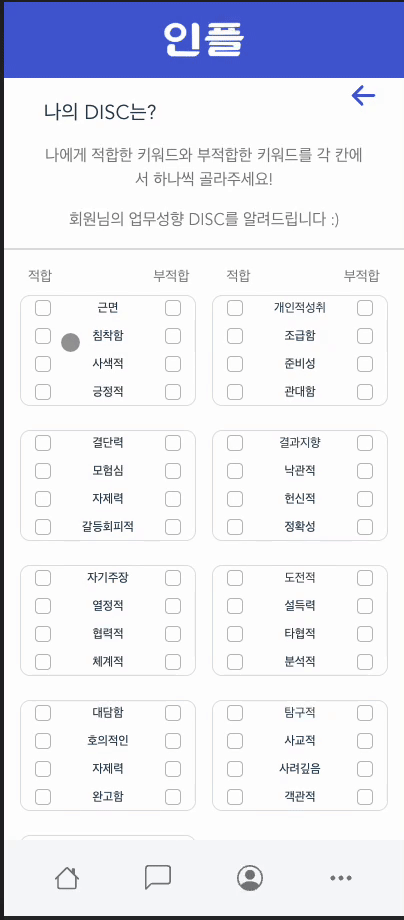 인플
나의 DISC는?
나에게 적합한 키워드와 부적합한 키워드를 각 칸에
서 하나씩 골라주세요!
회원님의 업무성향 DISC를 알려드립니다 :)
적합 부적합 적합 부적합
근면
침착함
사색적
긍정적
개인적성취
조급함
준비성
관대함
결단력
모험심
자제력
갈등회피적
결과지향
낙관적
헌신적
정확성
자기주장
열정적
협력적
체계적
도전적
설득력
타협적
분석적
대담함
호의적인
자제력
완고함
탐구적
사교적
사려깊음
객관적